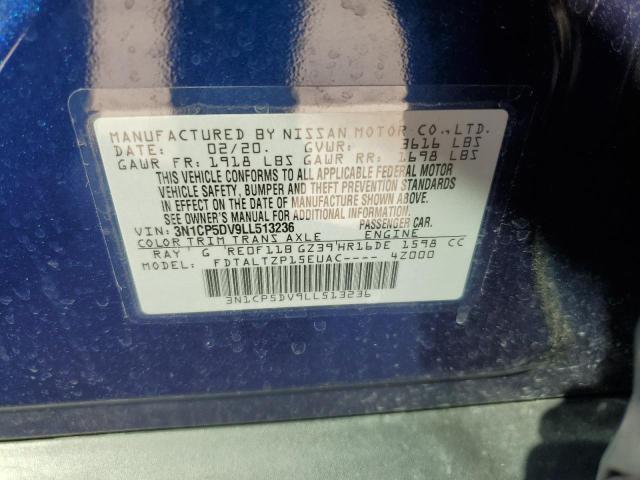 MANUFACTURED BY NISSAN MOTOR CO.,LTD.
DATE: 02/20. GVWR: 3616 LBS
GAWR FR: 1918 LBS GAWR RR: 1698 LBS
THIS VEHICLE CONFORMS TO ALL APPLICABLE FEDERAL MOTOR
VEHICLE SAFETY, BUMPER AND THEFT PREVENTION STANDARDS
IN EFFECT ON THE DATE OF MANUFACTURE SHOWN ABOVE.
SEE OWNER'S MANUAL FOR ADDITIONAL INFORMATION.
VIN: 3N1CP5DV9LL513236 PASSENGER CAR.
COLOR TRIM TRANS AXLE ENGINE
RAY G RE0F11B GZ39 HR16DE 1598 CC
MODEL: FDTALTZP15EUAC---- 4Z000
3N1CP5DV9LL513236